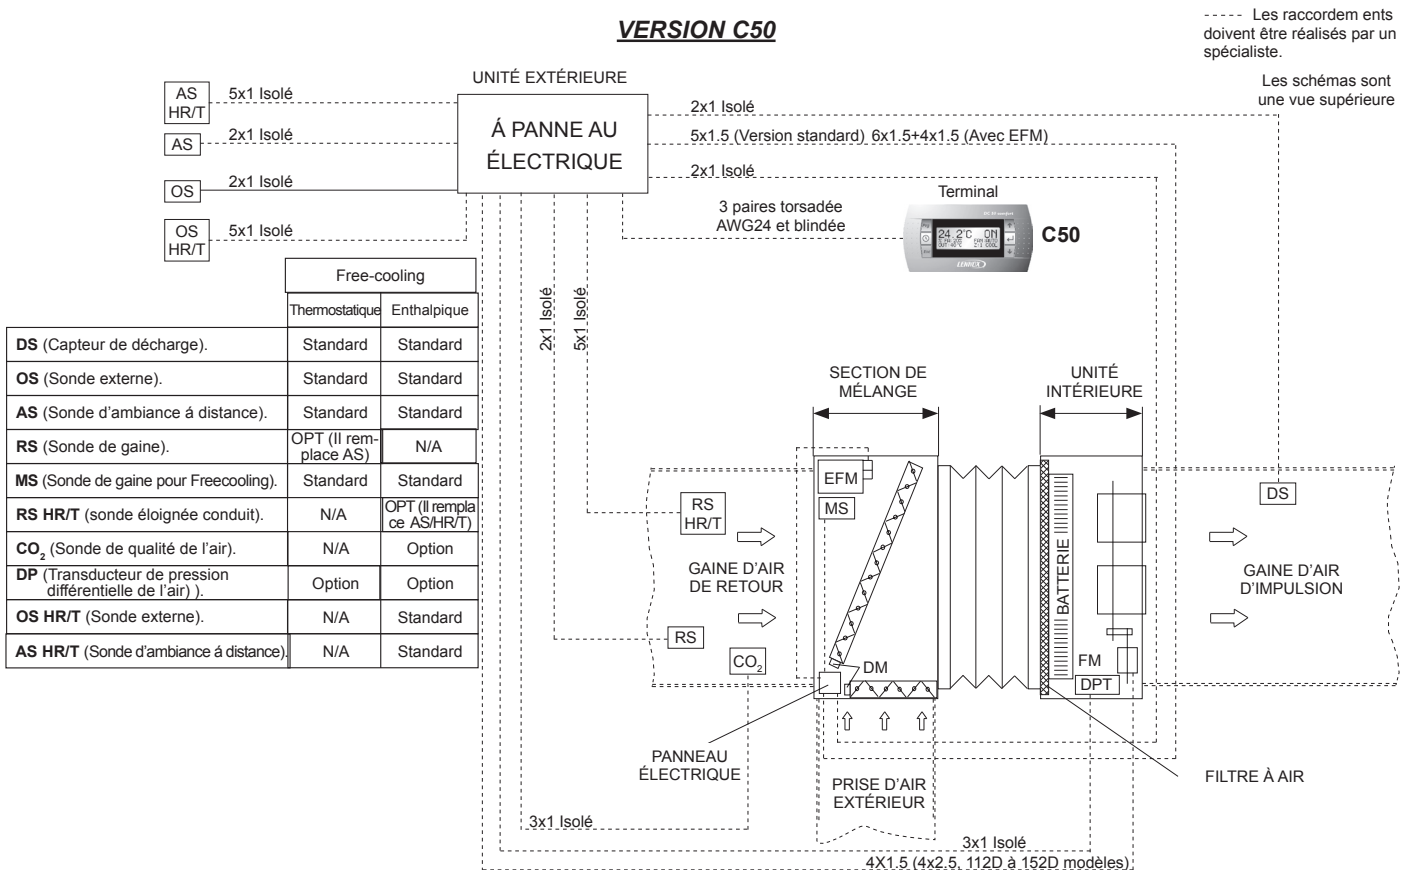 VERSION C50
----- Les raccordem ents
doivent être réalisés par un
spécialiste.
Les schémas sont
une vue supérieure
UNITÉ EXTÉRIEURE
Á PANNE AU
ÉLECTRIQUE
AS
HR/T
5x1 Isolé
AS
2x1 Isolé
OS
2x1 Isolé
OS
HR/T
5x1 Isolé
2x1 Isolé
5x1.5 (Version standard) 6x1.5+4x1.5 (Avec EFM)
2x1 Isolé
3 paires torsadée
AWG24 et blindée
Terminal
24.2°C ON
LENNOX
C50
2x1 Isolé
5x1 Isolé
Free-cooling
Thermostatique Enthalpique
DS (Capteur de décharge). Standard Standard
OS (Sonde externe). Standard Standard
AS (Sonde d'ambiance á distance). Standard Standard
RS (Sonde de gaine). OPT (Il rem-
place AS) N/A
MS (Sonde de gaine pour Freecooling). Standard Standard
RS HR/T (sonde éloignée conduit). N/A OPT (Il rempla
ce AS/HR/T)
CO2 (Sonde de qualité de l'air). N/A Option
DP (Transducteur de pression
différentielle de l'air) ). Option Option
OS HR/T (Sonde externe). N/A Standard
AS HR/T (Sonde d'ambiance á distance). N/A Standard
SECTION DE
MÉLANGE
UNITÉ
INTÉRIEURE
EFM
MS
RS
HR/T
DS
GAINE D'AIR
DE RETOUR
BATTERIE
GAINE D'AIR
D'IMPULSION
RS
CO2
DM
FM
DPT
PANNEAU
ÉLECTRIQUE
PRISE D'AIR
EXTÉRIEUR
FILTRE À AIR
3x1 Isolé
3x1 Isolé
4X1.5 (4x2.5, 112D à 152D modèles)